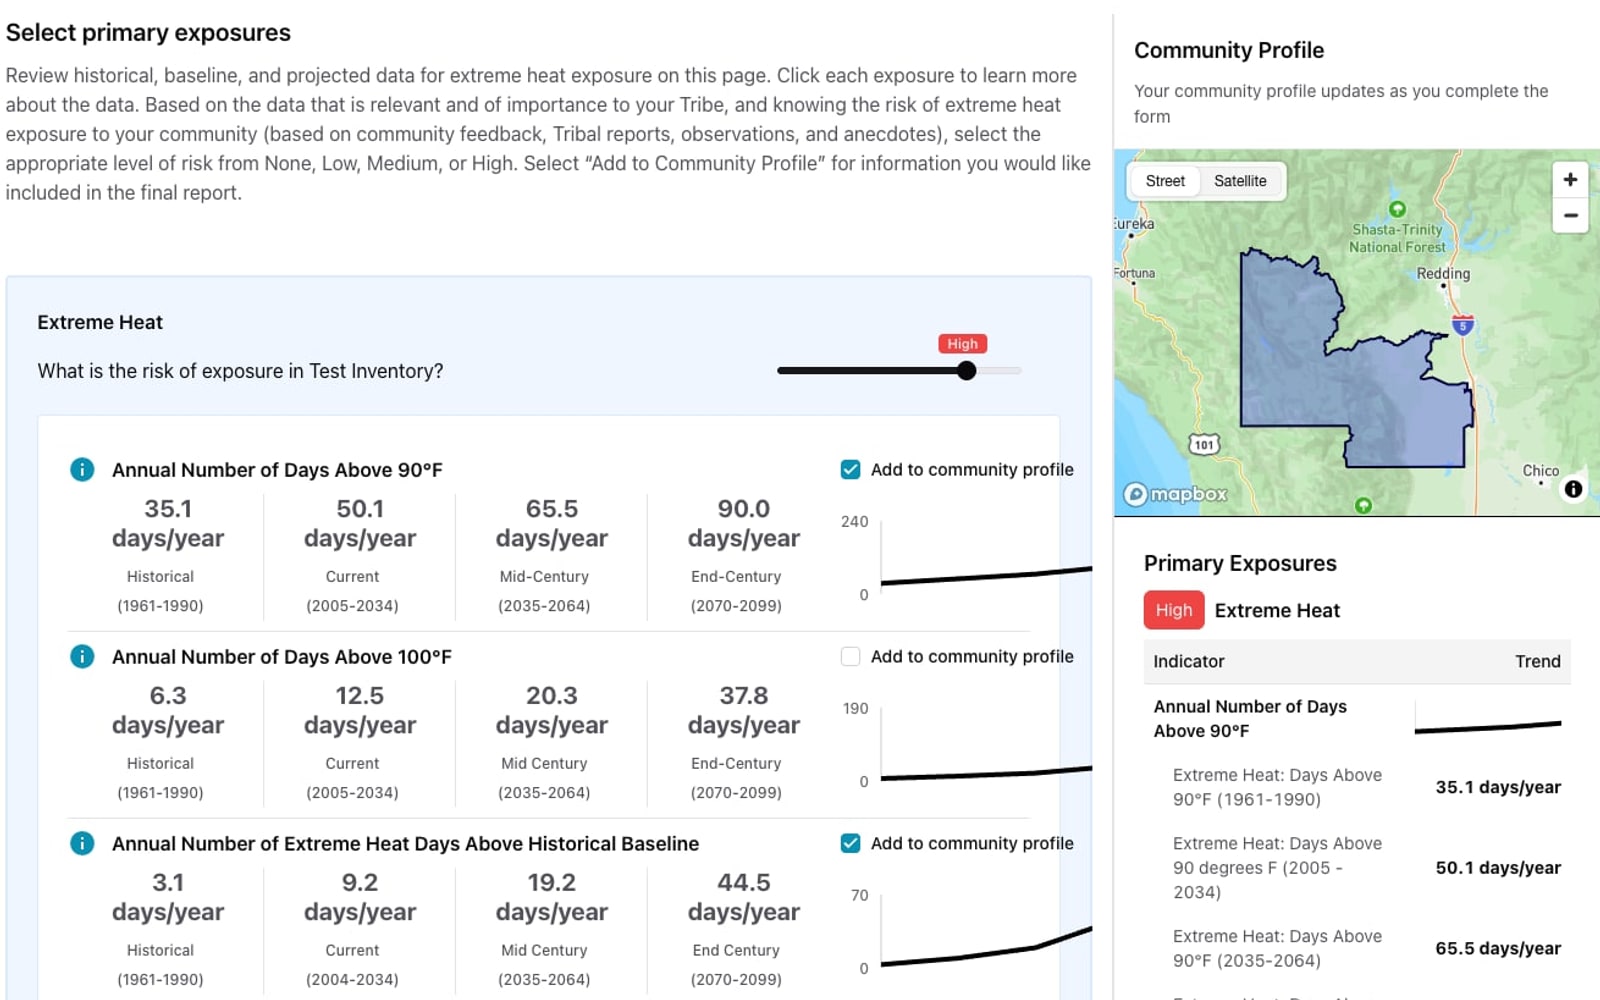 Select primary exposures
Review historical, baseline, and projected data for extreme heat exposure on this page. Click each exposure to learn more
about the data. Based on the data that is relevant and of importance to your Tribe, and knowing the risk of extreme heat
exposure to your community (based on community feedback, Tribal reports, observations, and anecdotes), select the
appropriate level of risk from None, Low, Medium, or High. Select “Add to Community Profile” for information you would like
included in the final report.
Extreme Heat
What is the risk of exposure in Test Inventory?
High
Annual Number of Days Above 90°F
Add to community profile
35.1
days/year
Historical
(1961-1990)
50.1
days/year
Current
(2005-2034)
65.5
days/year
Mid-Century
(2035-2064)
90.0
days/year
End-Century
(2070-2099)
240
0
Annual Number of Days Above 100°F
Add to community profile
6.3
days/year
Historical
(1961-1990)
12.5
days/year
Current
(2005-2034)
20.3
days/year
Mid Century
(2035-2064)
37.8
days/year
End-Century
(2070-2099)
190
0
Annual Number of Extreme Heat Days Above Historical Baseline
Add to community profile
3.1
days/year
Historical
(1961-1990)
9.2
days/year
Current
(2004-2034)
19.2
days/year
Mid Century
(2035-2064)
44.5
days/year
End Century
(2070-2099)
70
0
Community Profile
Your community profile updates as you complete the
form
Street
Satellite
+
−
Eureka
Shasta-Trinity
National Forest
Fortuna
Redding
5
101
Chico
mapbox
Primary Exposures
High
Extreme Heat
Indicator
Trend
Annual Number of Days
Above 90°F
Extreme Heat: Days Above
90°F (1961-1990)
35.1 days/year
Extreme Heat: Days Above
90 degrees F (2005 -
2034)
50.1 days/year
Extreme Heat: Days Above
90°F (2035-2064)
65.5 days/year